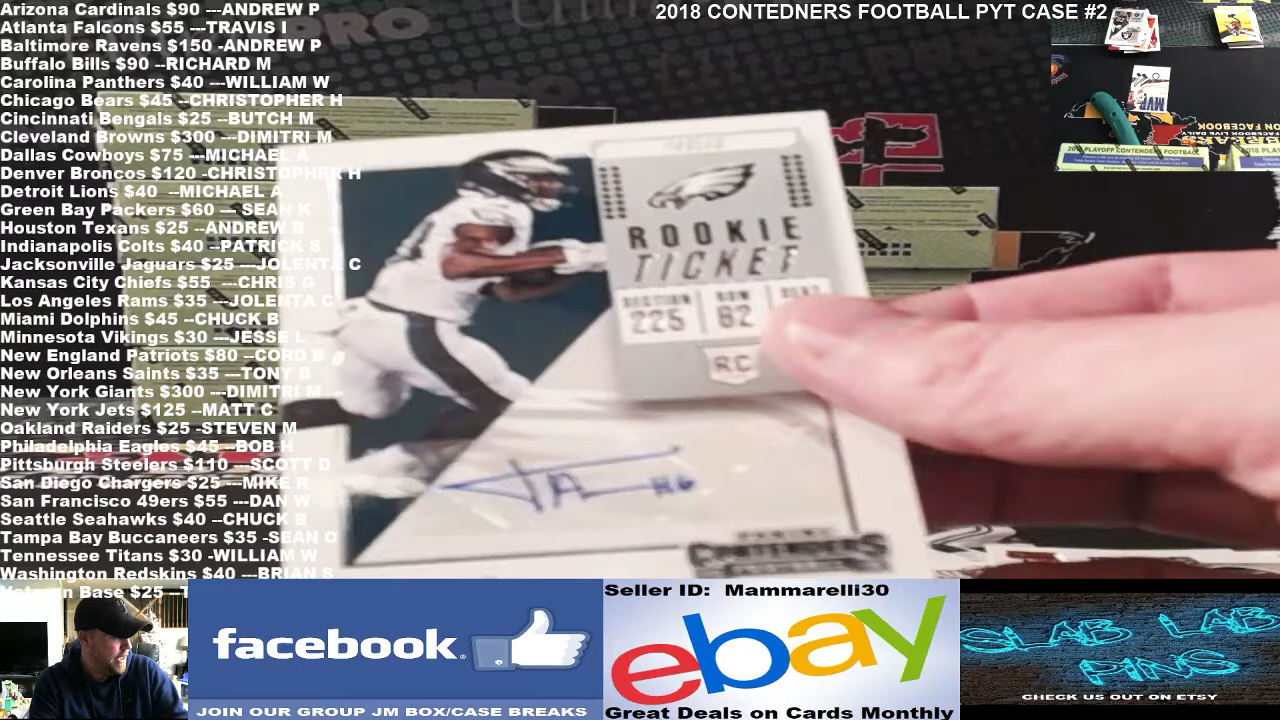 Arizona Cardinals $90 ---ANDREW P
Atlanta Falcons $55 ---TRAVIS I
Baltimore Ravens $150 -ANDREW P
Buffalo Bills $90 --RICHARD M
Carolina Panthers $40 ---WILLIAM W
Chicago Bears $45 --CHRISTOPHER H
Cincinnati Bengals $25 --BUTCH M
Cleveland Browns $300 ---DIMITRI M
Dallas Cowboys $75 ---MICHAEL A
Denver Broncos $120 -CHRISTOPHER H
Detroit Lions $40 --MICHAEL A
Green Bay Packers $60 --- SEAN K
Houston Texans $25 --ANDREW B
Indianapolis Colts $40 --PATRICK S
Jacksonville Jaguars $25 ---JOLENTA C
Kansas City Chiefs $55 ---CHRIS G
Los Angeles Rams $35 ---JOLENTA C
Miami Dolphins $45 --CHUCK B
Minnesota Vikings $30 ---JESSE L
New England Patriots $80 --CORD B
New Orleans Saints $35 ---TONY B
New York Giants $300 ---DIMITRI M
New York Jets $125 --MATT C
Oakland Raiders $25 -STEVEN M
Philadelphia Eagles $45 --BOB H
Pittsburgh Steelers $110 ---SCOTT D
San Diego Chargers $25 ---MIKE R
San Francisco 49ers $55 ---DAN W
Seattle Seahawks $40 --CHUCK B
Tampa Bay Buccaneers $35 -SEAN O
Tennessee Titans $30 -WILLIAM W
Washington Redskins $40 ---BRIAN S
Base $25
2018 CONTEDNERS FOOTBALL PYT CASE #2
MVP
ROOKIE
TICKET
SECTION ROW SEAT
225 82
RC
PANINI
CONTENDERS
facebook
JOIN OUR GROUP JM BOX/CASE BREAKS
Seller ID: Mammarelli30
ebay
Great Deals on Cards Monthly
SLAB LAB
PINS
CHECK US OUT ON ETSY